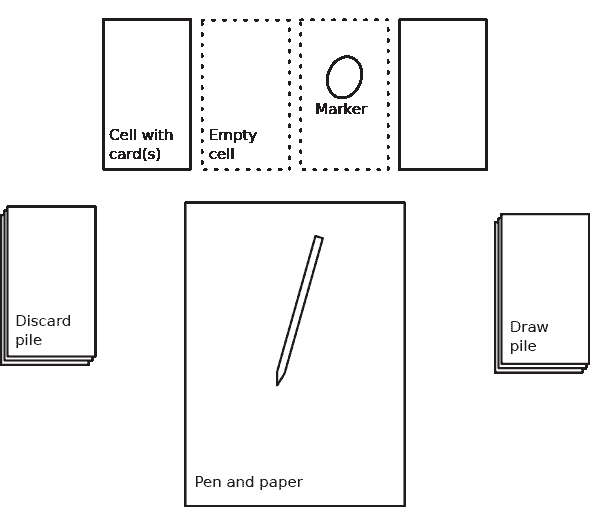 Cell with
card(s)
Empty
cell
Marker
Discard
pile
Draw
pile
Pen and paper